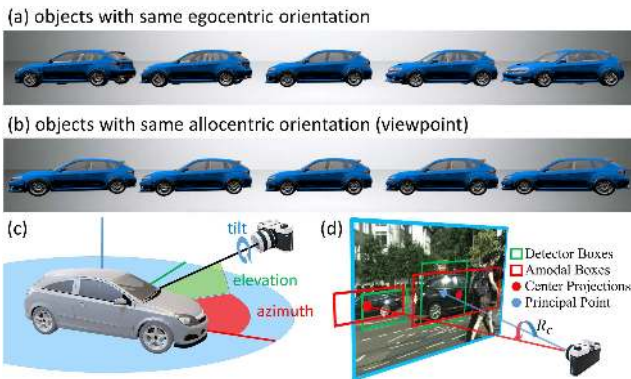 (a) objects with same egocentric orientation
(b) objects with same allocentric orientation (viewpoint)
(c)
tilt
elevation
azimuth
(d)
Detector Boxes
Amodal Boxes
Center Projections
Principal Point
Rc